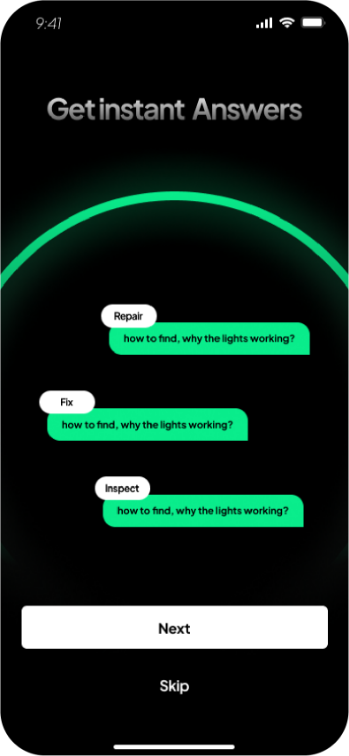 9:41
Get instant Answers
Repair
how to find, why the lights working?
Fix
how to find, why the lights working?
Inspect
how to find, why the lights working?
Next
Skip